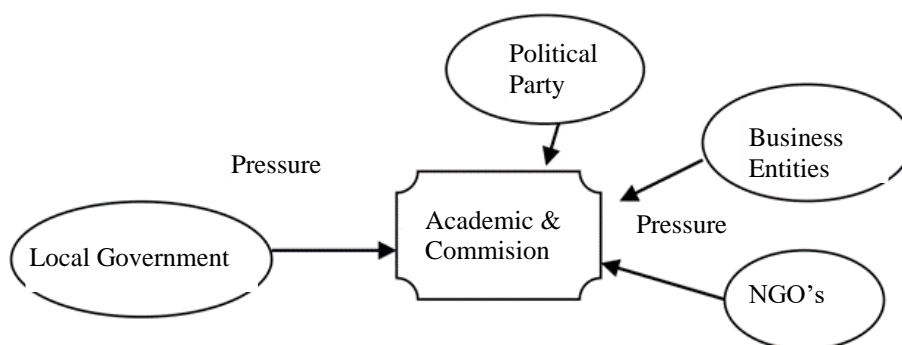 Political
Party
Business
Entities
Pressure
Academic &
Commision
Pressure
Local Government
NGO’s